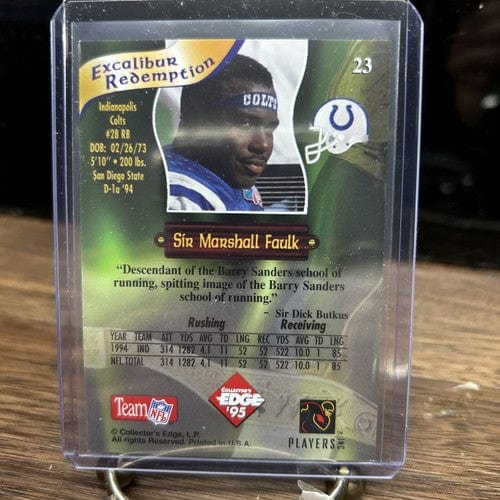 Excalibur
Redemption
23
COLTS
Indianapolis
Colts
#28 RB
DOB: 02/26/73
5'10" • 200 lbs.
San Diego State
D-1a '94
Sir Marshall Faulk
“Descendant of the Barry Sanders school of
running, spitting image of the Barry Sanders
school of running.”
– Sir Dick Butkus
Rushing Receiving
YEAR TEAM ATT YDS AVG TD LNG REC YDS AVG TD LNG
1994 IND 314 1282 4.1 11 52 52 522 10.0 1 85
NFL TOTAL 314 1282 4.1 11 52 52 522 10.0 1 85
Team NFL
COLLECTOR'S
EDGE
'95
PLAYERS INC
™
© Collector's Edge, L.P.
All rights Reserved. Printed in U.S.A.